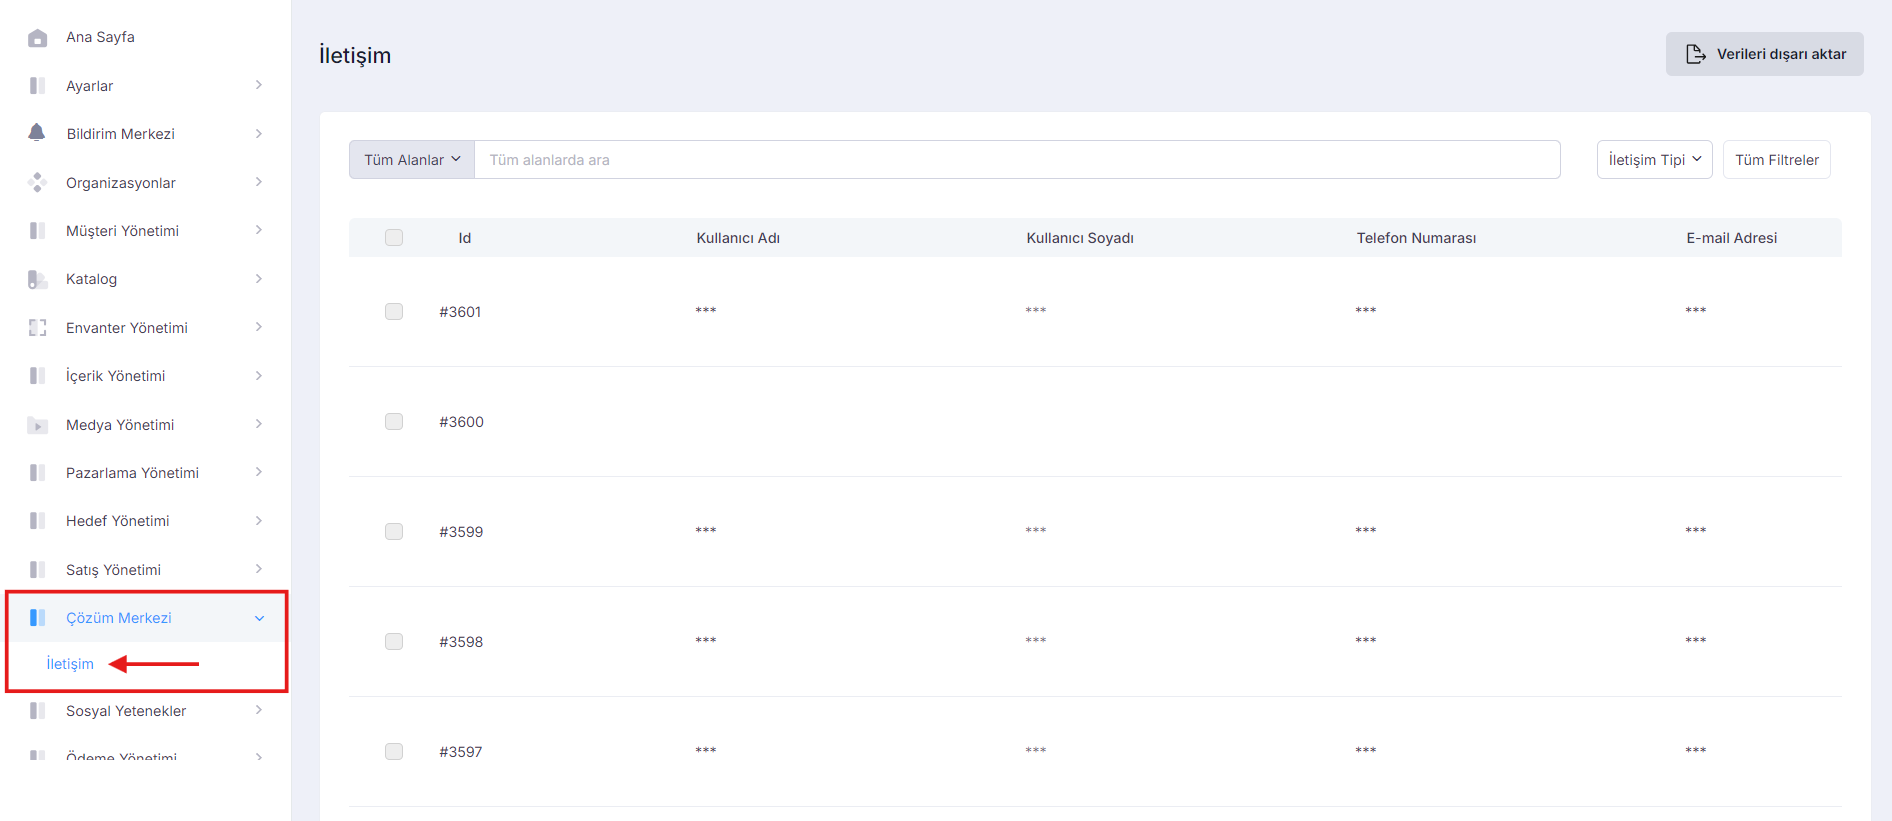 Ana Sayfa
Ayarlar
Bildirim Merkezi
Organizasyonlar
Müşteri Yönetimi
Katalog
Envanter Yönetimi
İçerik Yönetimi
Medya Yönetimi
Pazarlama Yönetimi
Hedef Yönetimi
Satış Yönetimi
Çözüm Merkezi
İletişim
Sosyal Yetenekler
Ödeme Yönetimi
İletişim
Verileri dışarı aktar
Tüm Alanlar Tüm alanlarda ara İletişim Tipi Tüm Filtreler
Id Kullanıcı Adı Kullanıcı Soyadı Telefon Numarası E-mail Adresi
#3601 *** *** *** ***
#3600
#3599 *** *** *** ***
#3598 *** *** *** ***
#3597 *** *** *** ***